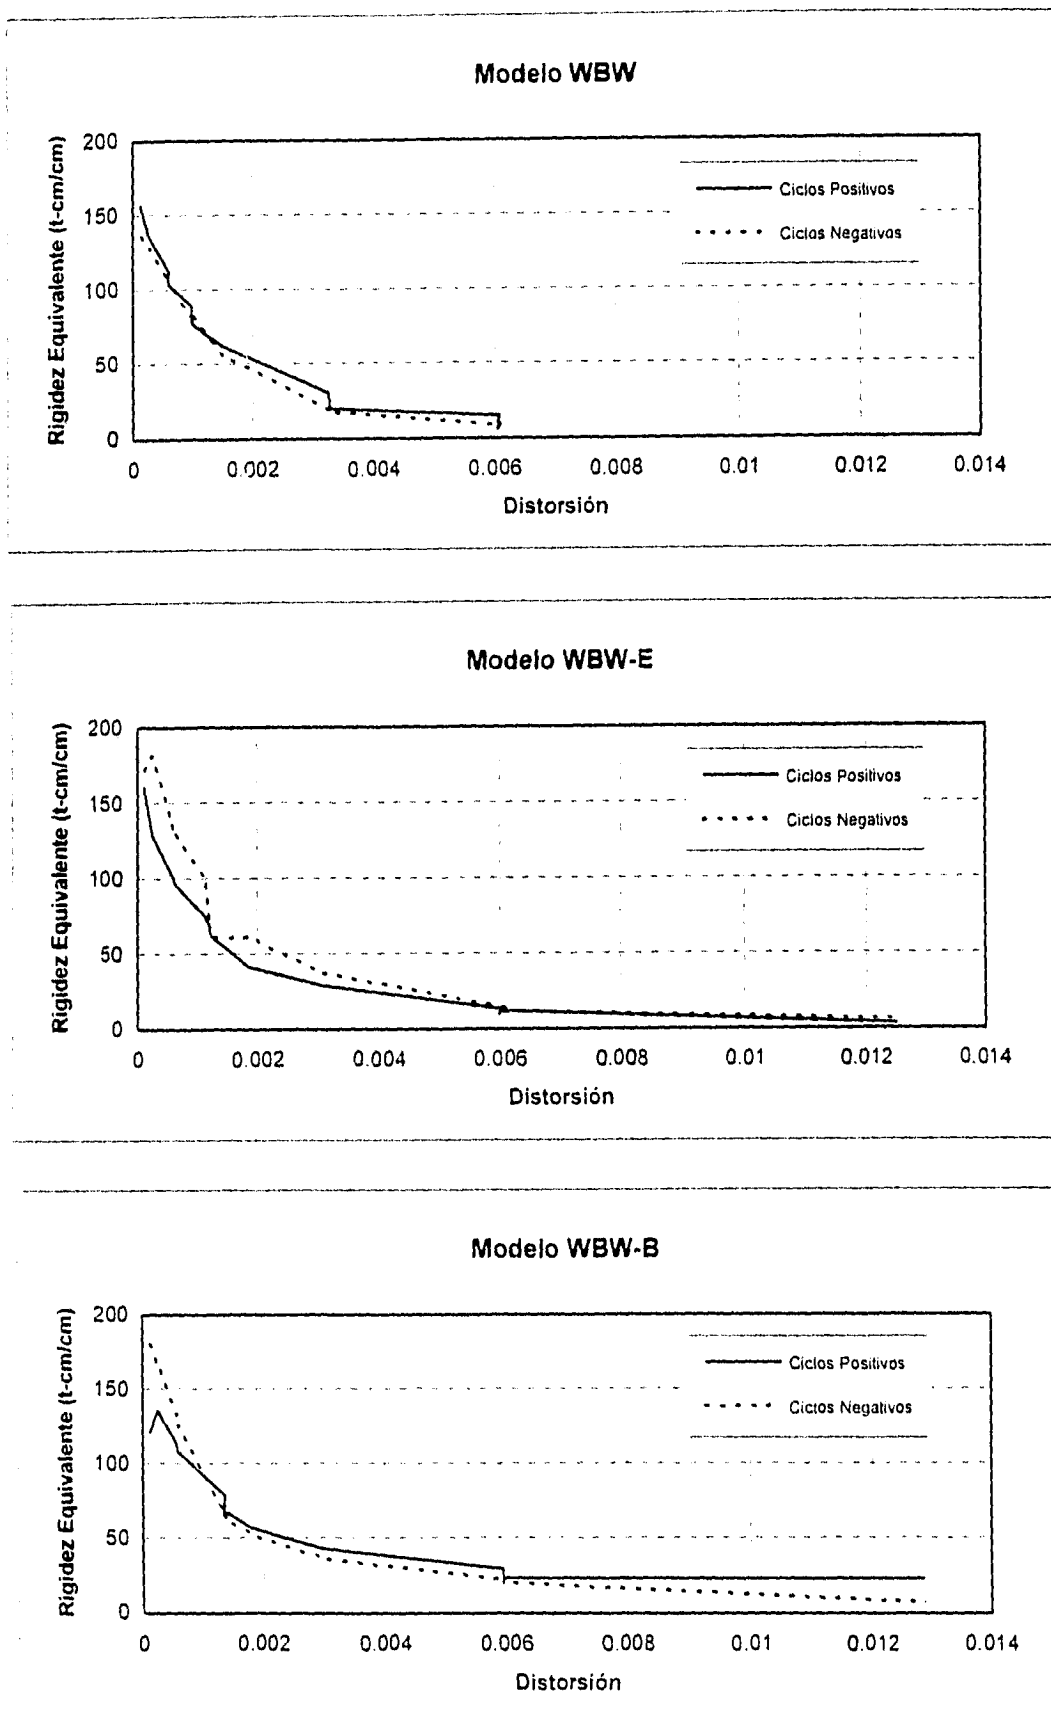 Modelo WBW
Rigidez Equivalente (t-cm/cm)
200
150
100
50
0
Ciclos Positivos
Ciclos Negativos
0 0.002 0.004 0.006 0.008 0.01 0.012 0.014
Distorsión
Modelo WBW-E
Rigidez Equivalente (t-cm/cm)
200
150
100
50
0
Ciclos Positivos
Ciclos Negativos
0 0.002 0.004 0.006 0.008 0.01 0.012 0.014
Distorsión
Modelo WBW-B
Rigidez Equivalente (t-cm/cm)
200
150
100
50
0
Ciclos Positivos
Ciclos Negativos
0 0.002 0.004 0.006 0.008 0.01 0.012 0.014
Distorsión